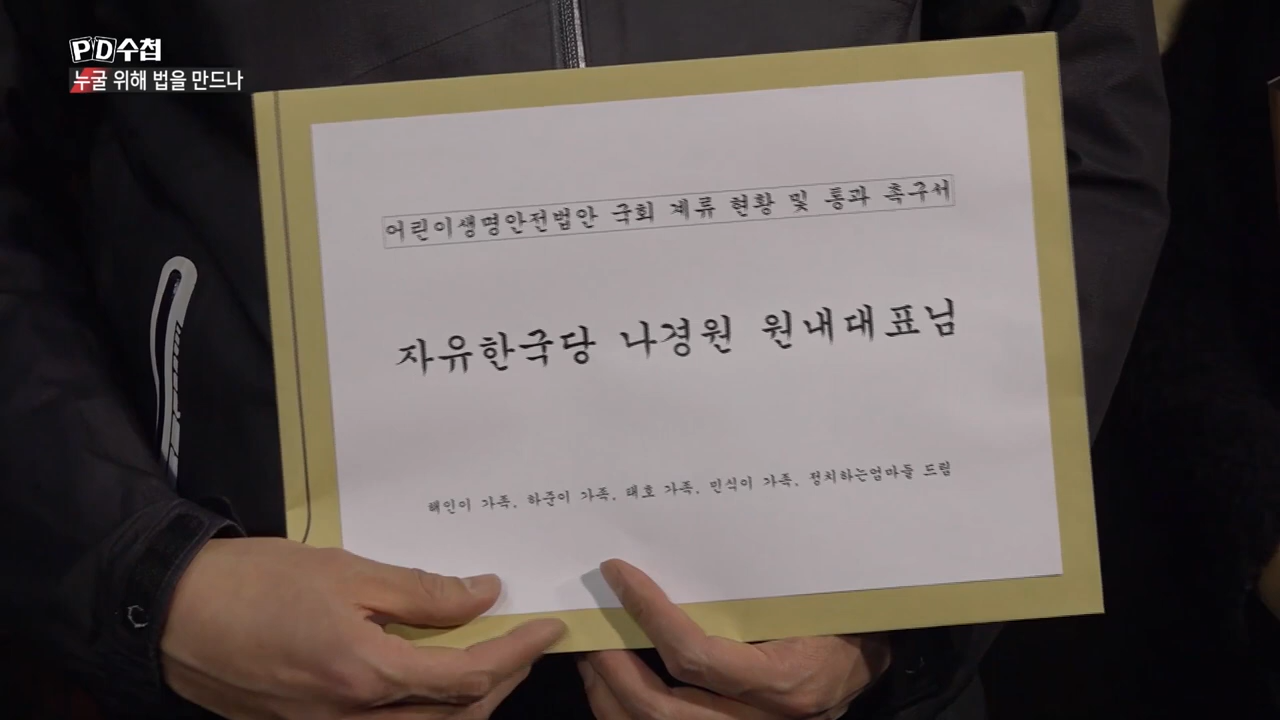 PD수첩
누굴 위해 법을 만드나
어린이생명안전법안 국회 계류 현황 및 통과 촉구서
자유한국당 나경원 원내대표님
해인이 가족, 하준이 가족, 태호 가족, 민식이 가족, 정치하는엄마들 드림